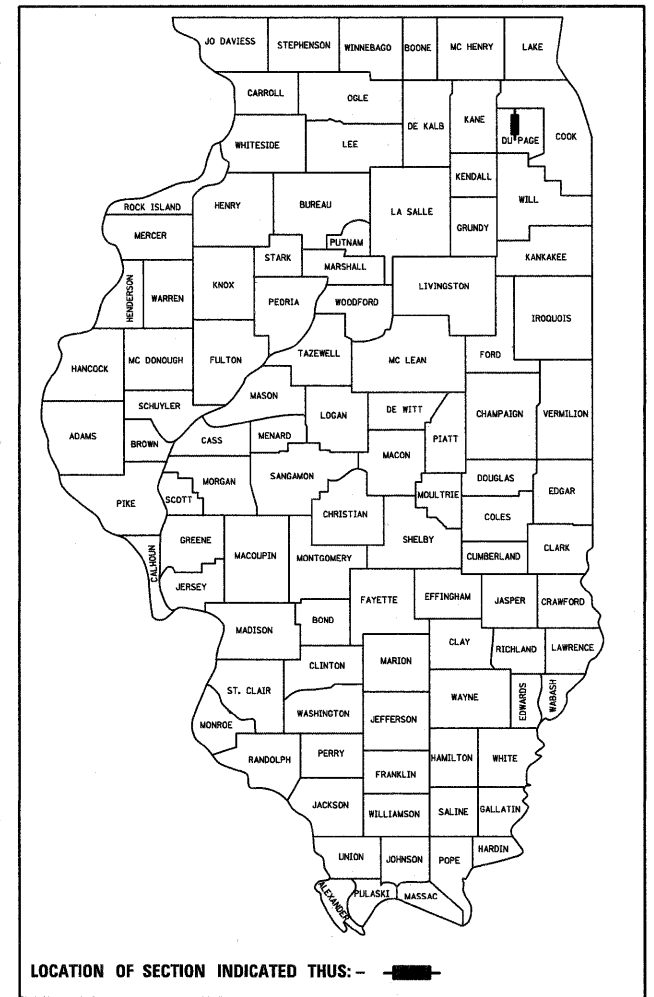 JO DAVIESS STEPHENSON WINNEBAGO BOONE MC HENRY LAKE
CARROLL OGLE DE KALB KANE DU PAGE COOK
WHITESIDE LEE
KENDALL WILL
ROCK ISLAND HENRY BUREAU LA SALLE GRUNDY
MERCER PUTNAM
STARK MARSHALL KANKAKEE
HENDERSON WARREN KNOX PEORIA WOODFORD LIVINGSTON IROQUOIS
HANCOCK MC DONOUGH FULTON TAZEWELL MC LEAN FORD
SCHUYLER MASON LOGAN DE WITT CHAMPAIGN VERMILION
ADAMS BROWN CASS MENARD MACON PIATT
PIKE SCOTT MORGAN SANGAMON MOULTRIE DOUGLAS EDGAR
CHRISTIAN COLES
GREENE MACOUPIN MONTGOMERY SHELBY CUMBERLAND CLARK
CALHOUN JERSEY FAYETTE EFFINGHAM JASPER CRAWFORD
MADISON BOND
CLINTON MARION CLAY RICHLAND LAWRENCE
ST. CLAIR WAYNE EDWARDS WABASH
MONROE WASHINGTON JEFFERSON
RANDOLPH PERRY HAMILTON WHITE
FRANKLIN
JACKSON WILLIAMSON SALINE GALLATIN
UNION JOHNSON POPE HARDIN
ALEXANDER PULASKI MASSAC
LOCATION OF SECTION INDICATED THUS: –